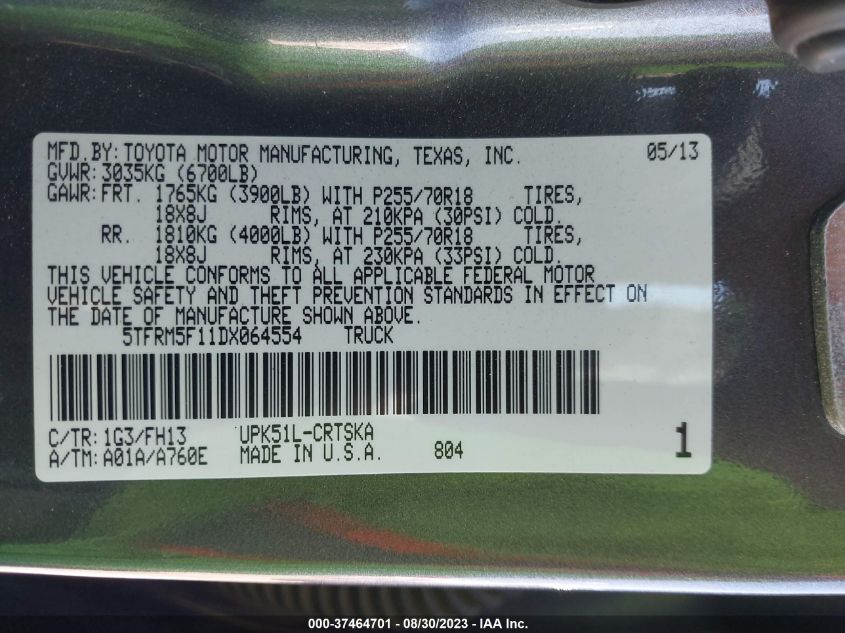 MFD.BY:TOYOTA MOTOR MANUFACTURING, TEXAS, INC. 05/13
GVWR:3035KG (6700LB)
GAWR:FRT. 1765KG (3900LB) WITH P255/70R18 TIRES,
18X8J RIMS, AT 210KPA (30PSI) COLD.
RR. 1810KG (4000LB) WITH P255/70R18 TIRES,
18X8J RIMS, AT 230KPA (33PSI) COLD.
THIS VEHICLE CONFORMS TO ALL APPLICABLE FEDERAL MOTOR
VEHICLE SAFETY AND THEFT PREVENTION STANDARDS IN EFFECT ON
THE DATE OF MANUFACTURE SHOWN ABOVE.
5TFRM5F11DX064554 TRUCK
C/TR:1G3/FH13 UPK51L-CRTSKA
A/TM:A01A/A760E MADE IN U.S.A. 804 1
000-37464701 - 08/30/2023 - IAAI Inc.